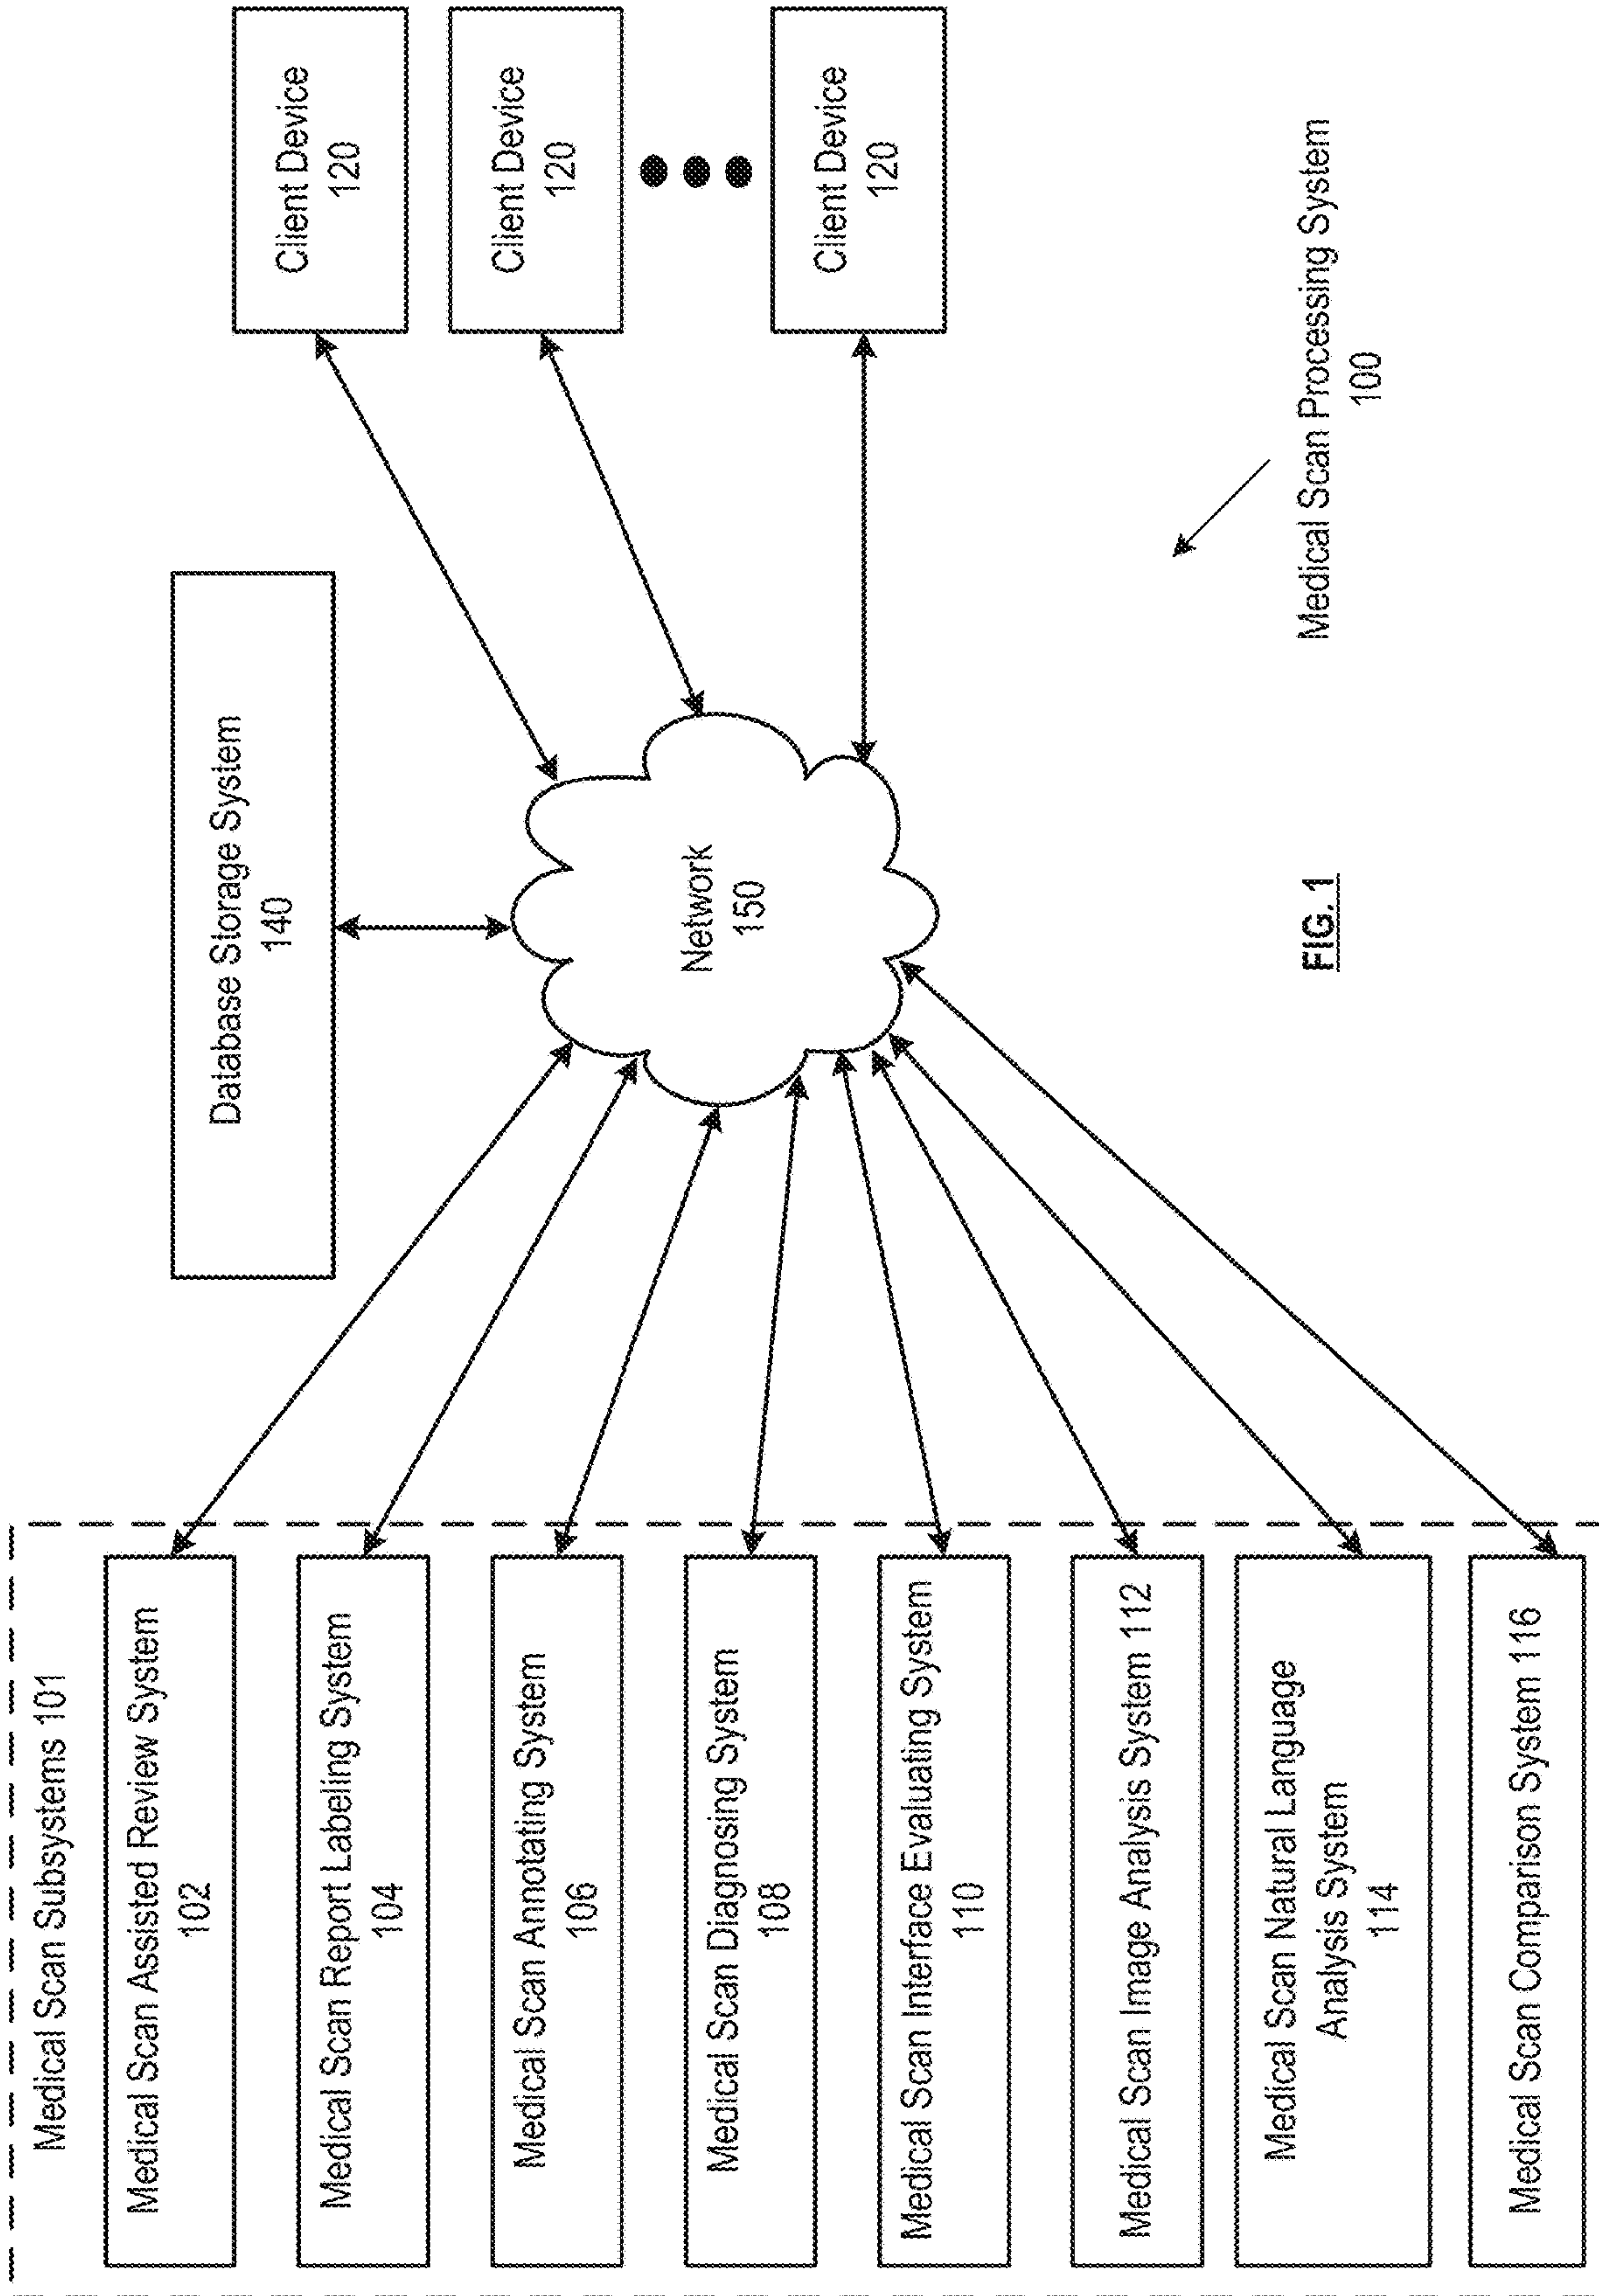 Medical Scan Subsystems 101
Medical Scan Assisted Review System
102
Medical Scan Report Labeling System
104
Medical Scan Annotating System
106
Medical Scan Diagnosing System
108
Medical Scan Interface Evaluating System
110
Medical Scan Image Analysis System 112
Medical Scan Natural Language
Analysis System
114
Medical Scan Comparison System 116
Database Storage System
140
Network
150
Client Device
120
Client Device
120
Client Device
120
Medical Scan Processing System
100
FIG. 1